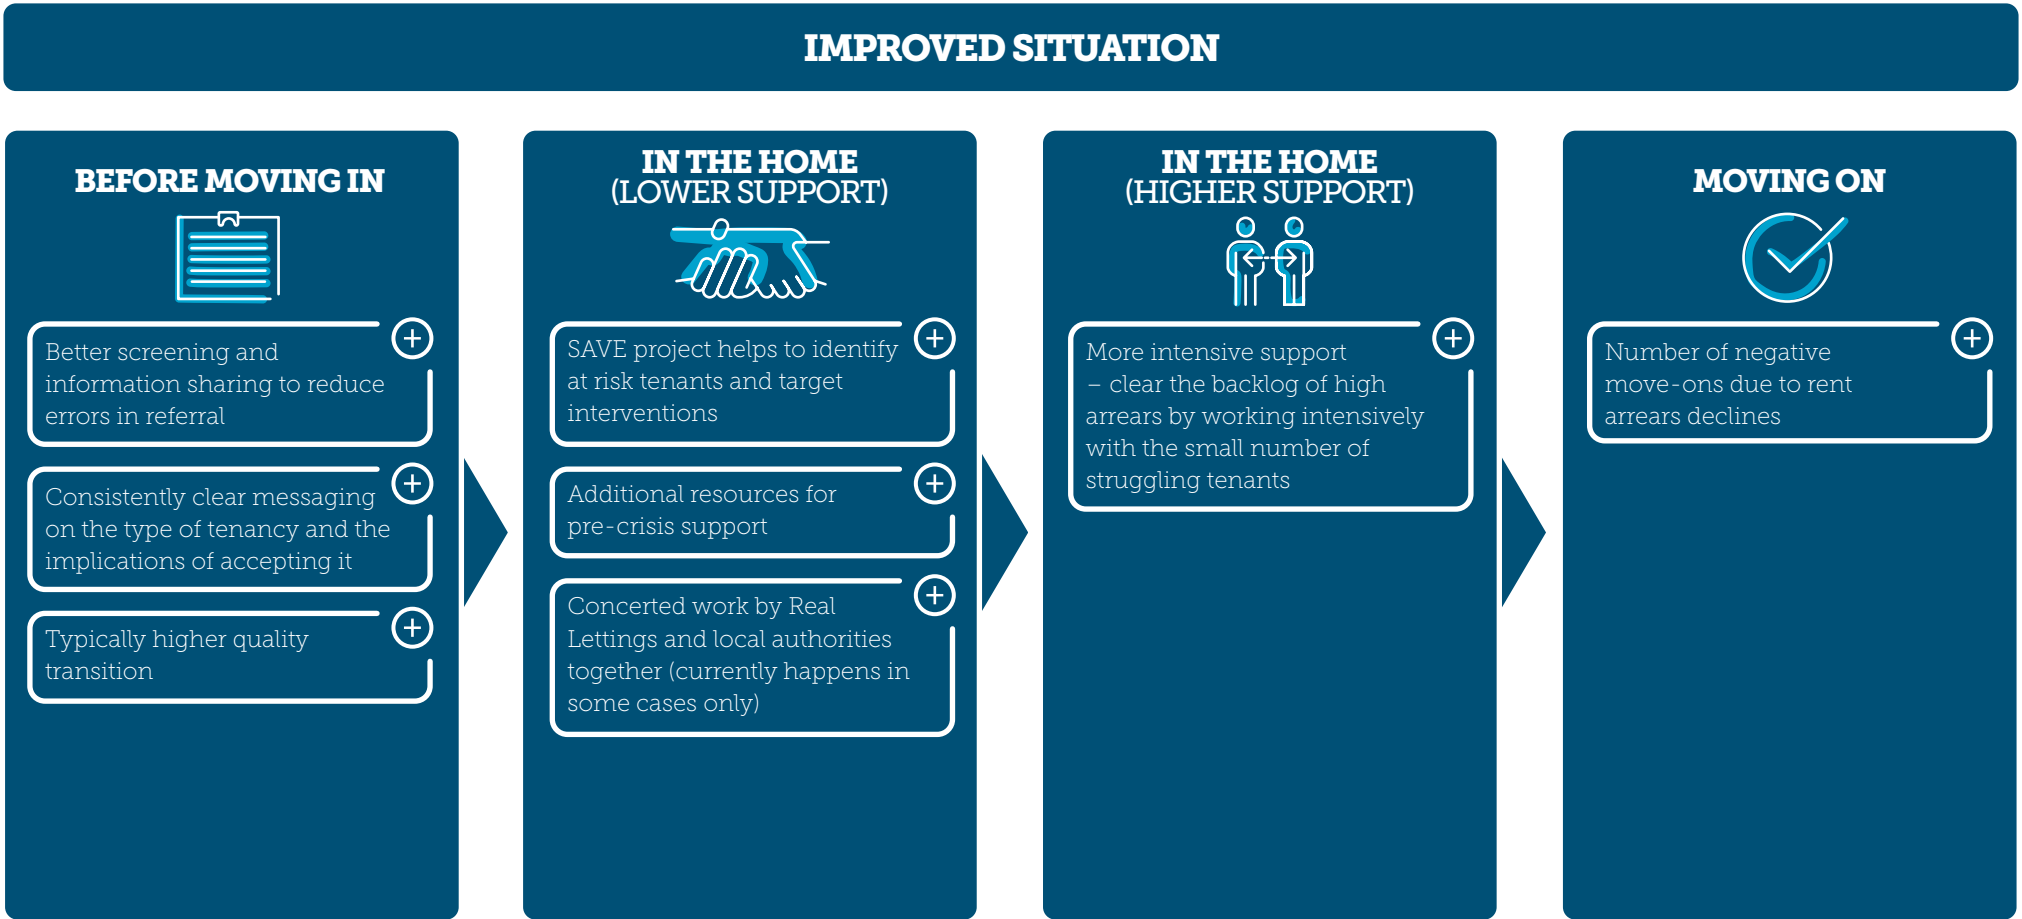 IMPROVED SITUATION
BEFORE MOVING IN
Better screening and
information sharing to reduce
errors in referral
Consistently clear messaging
on the type of tenancy and the
implications of accepting it
Typically higher quality
transition
IN THE HOME
(LOWER SUPPORT)
SAVE project helps to identify
at risk tenants and target
interventions
Additional resources for
pre-crisis support
Concerted work by Real
Lettings and local authorities
together (currently happens in
some cases only)
IN THE HOME
(HIGHER SUPPORT)
More intensive support
– clear the backlog of high
arrears by working intensively
with the small number of
struggling tenants
MOVING ON
Number of negative
move-ons due to rent
arrears declines